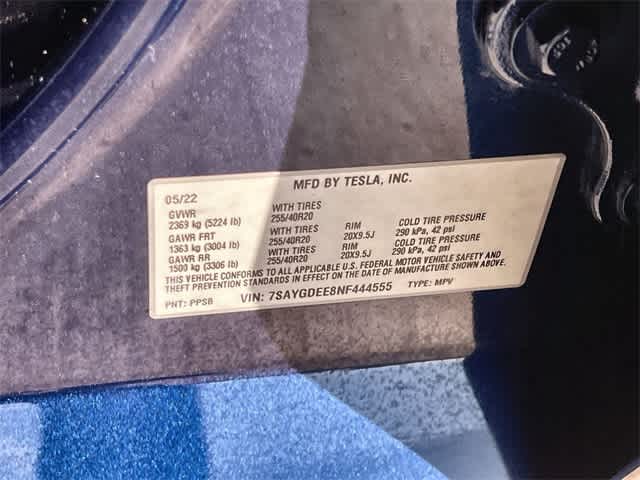 MFD BY TESLA, INC.
05/22
GVWR WITH TIRES
2369 kg (5224 lb) 255/40R20
GAWR FRT WITH TIRES RIM COLD TIRE PRESSURE
1363 kg (3004 lb) 255/40R20 20X9.5J 290 kPa, 42 psi
GAWR RR WITH TIRES RIM COLD TIRE PRESSURE
1500 kg (3306 lb) 255/40R20 20X9.5J 290 kPa, 42 psi
THIS VEHICLE CONFORMS TO ALL APPLICABLE U.S. FEDERAL MOTOR VEHICLE SAFETY AND
THEFT PREVENTION STANDARDS IN EFFECT ON THE DATE OF MANUFACTURE SHOWN ABOVE.
PNT: PPSB VIN: 7SAYGDEE8NF444555 TYPE: MPV